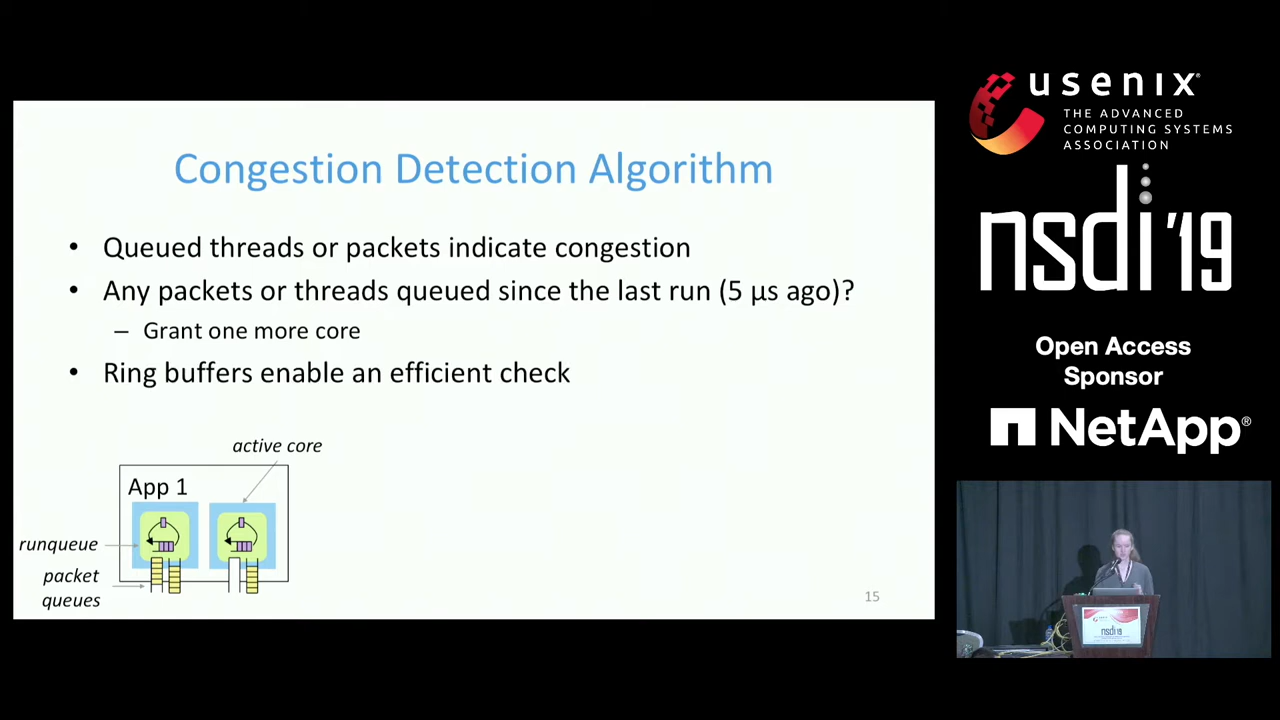 Congestion Detection Algorithm
• Queued threads or packets indicate congestion
• Any packets or threads queued since the last run (5 µs ago)?
– Grant one more core
• Ring buffers enable an efficient check
active core
App 1
runqueue
packet
queues
15
usenix
THE ADVANCED
COMPUTING SYSTEMS
ASSOCIATION
nsdi '19
Open Access
Sponsor
NetApp®
nsdi '19